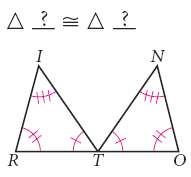 △ ? ≅ △ ?
I N
R T O